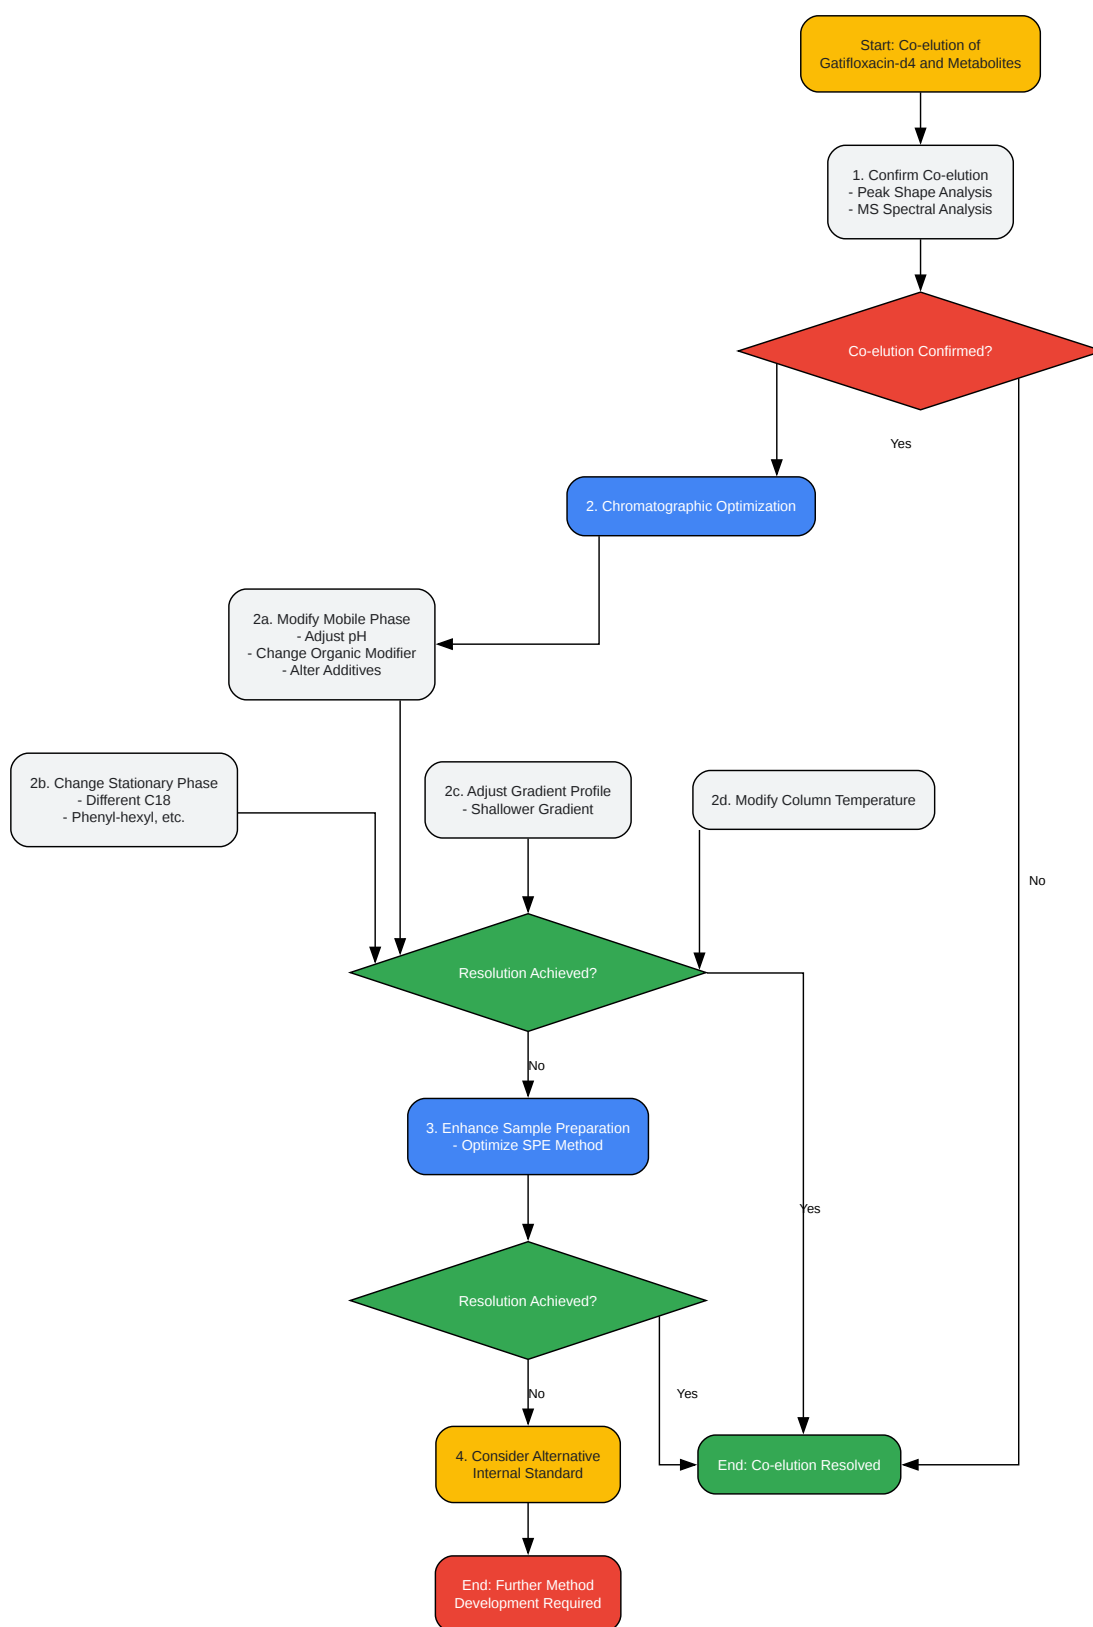 Start: Co-elution of
Gatifloxacin-d4 and Metabolites
1. Confirm Co-elution
- Peak Shape Analysis
- MS Spectral Analysis
Co-elution Confirmed?
Yes
2. Chromatographic Optimization
2a. Modify Mobile Phase
- Adjust pH
- Change Organic Modifier
- Alter Additives
2b. Change Stationary Phase
- Different C18
- Phenyl-hexyl, etc.
2c. Adjust Gradient Profile
- Shallower Gradient
2d. Modify Column Temperature
No
Resolution Achieved?
No
3. Enhance Sample Preparation
- Optimize SPE Method
Yes
Resolution Achieved?
No
Yes
4. Consider Alternative
Internal Standard
End: Co-elution Resolved
End: Further Method
Development Required